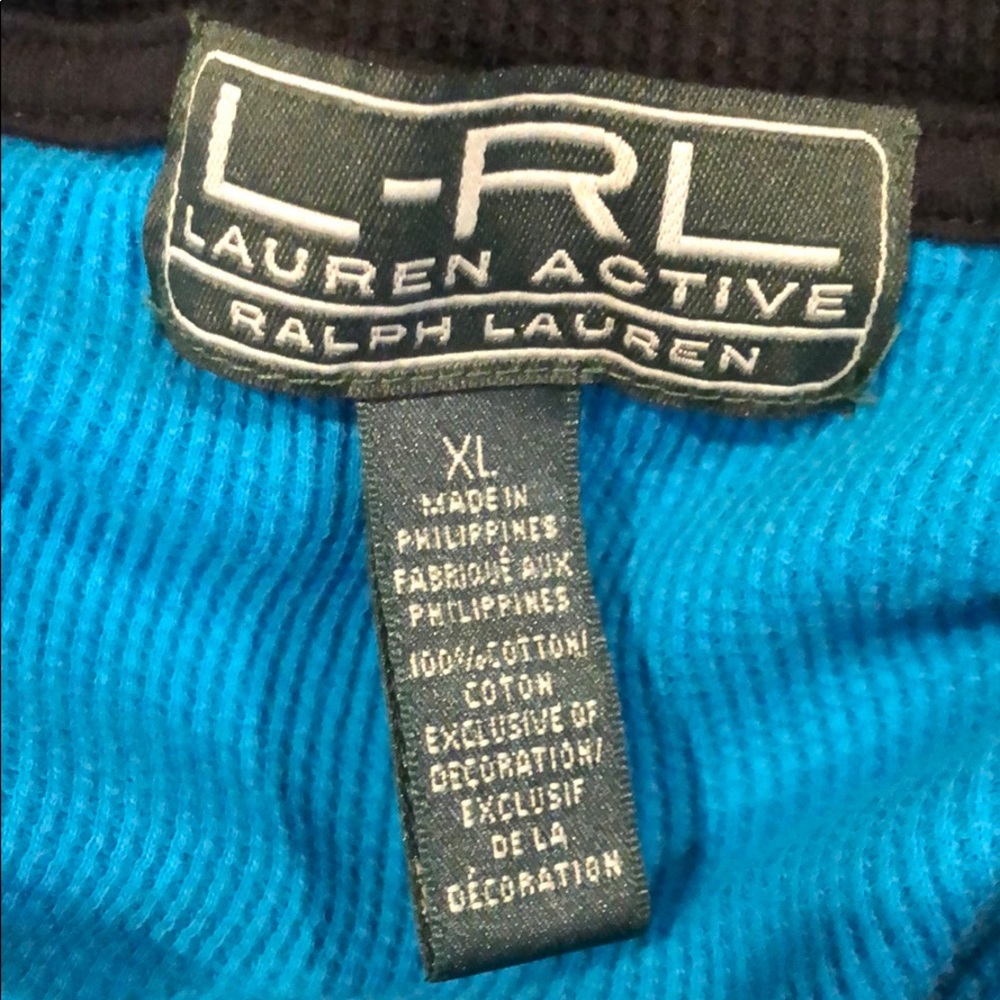 L-RL
LAUREN ACTIVE
RALPH LAUREN
XL
MADE IN
PHILIPPINES
FABRIQUÉ AUX
PHILIPPINES
100% COTTON/
COTON
EXCLUSIVE OF
DECORATION/
EXCLUSIF
DE LA
DÉCORATION